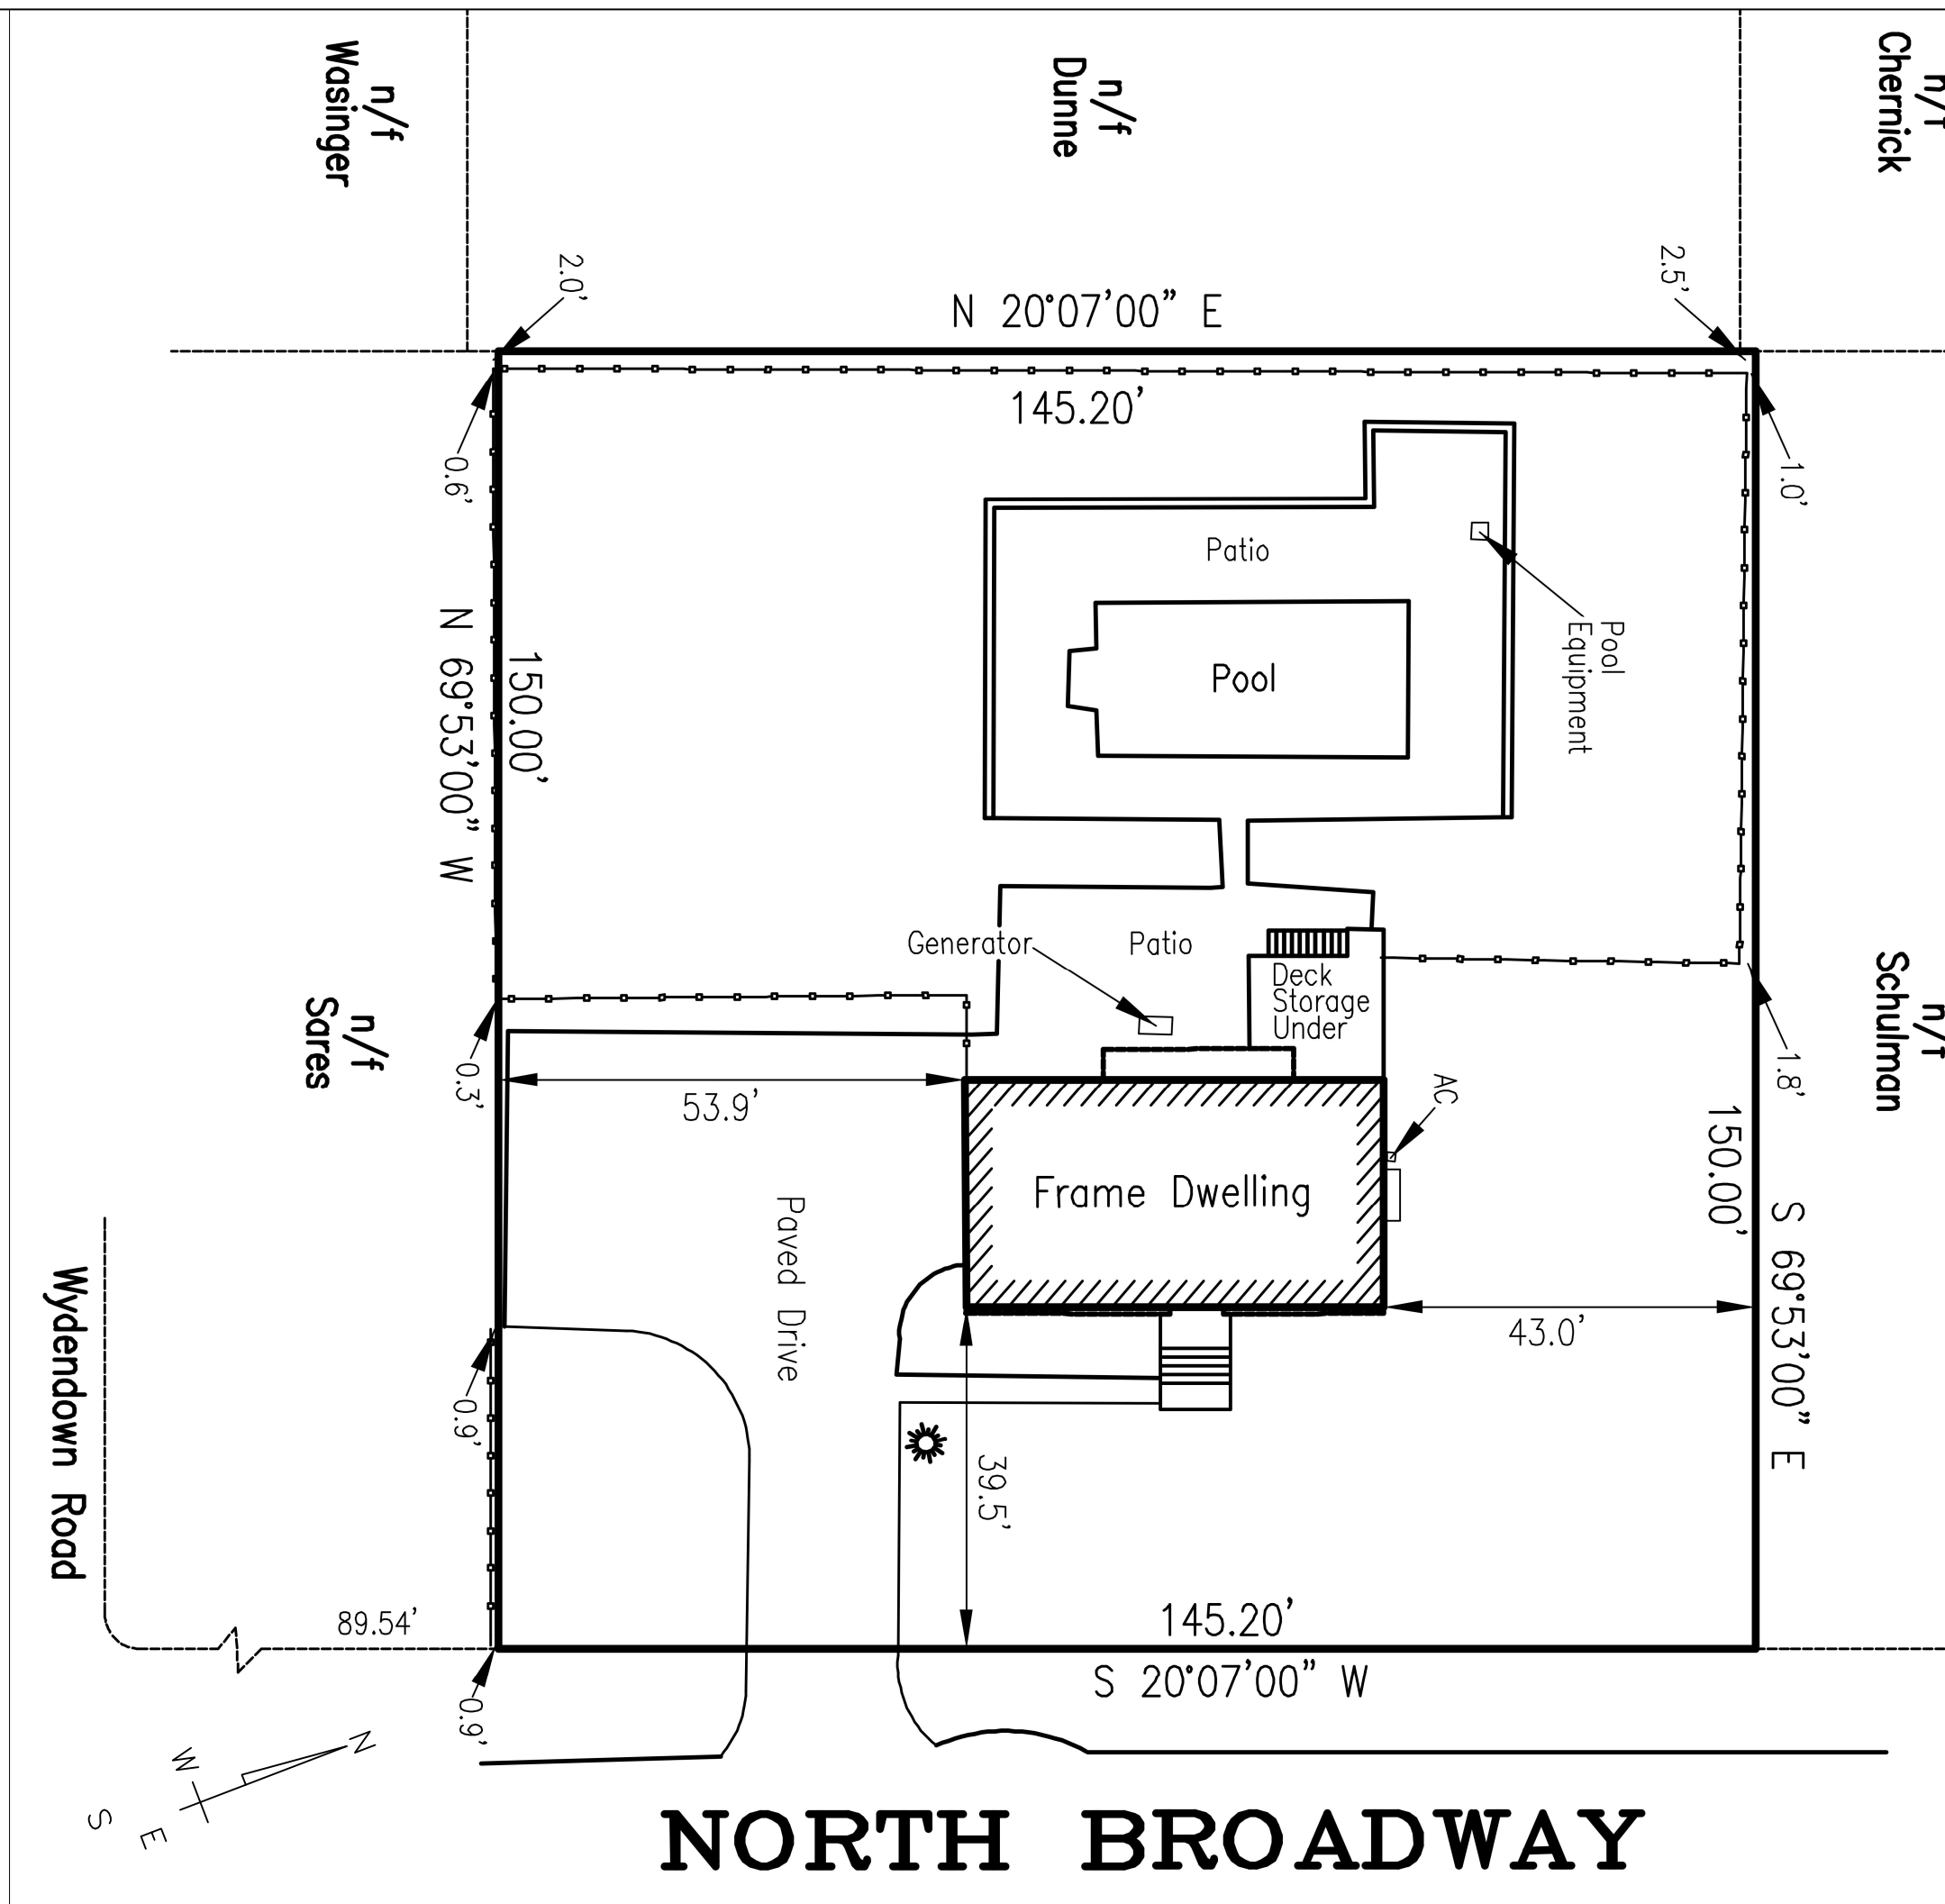 n/f
Wasinger
n/f
Dunne
n/f
Chernick
2.0'
2.5'
N 20°07'00" E
145.20'
0.6'
1.0'
Patio
Pool
Equipment
Pool
N 69°53'00" W
150.00'
Generator
Patio
Deck
Storage
Under
n/f
Sares
n/f
Schulman
0.3'
1.8'
53.9'
AC
150.00'
S 69°53'00" E
Frame Dwelling
Paved Drive
43.0'
Wydendown Road
0.9'
39.5'
89.54'
145.20'
S 20°07'00" W
0.9'
N
W
S
E
NORTH BROADWAY